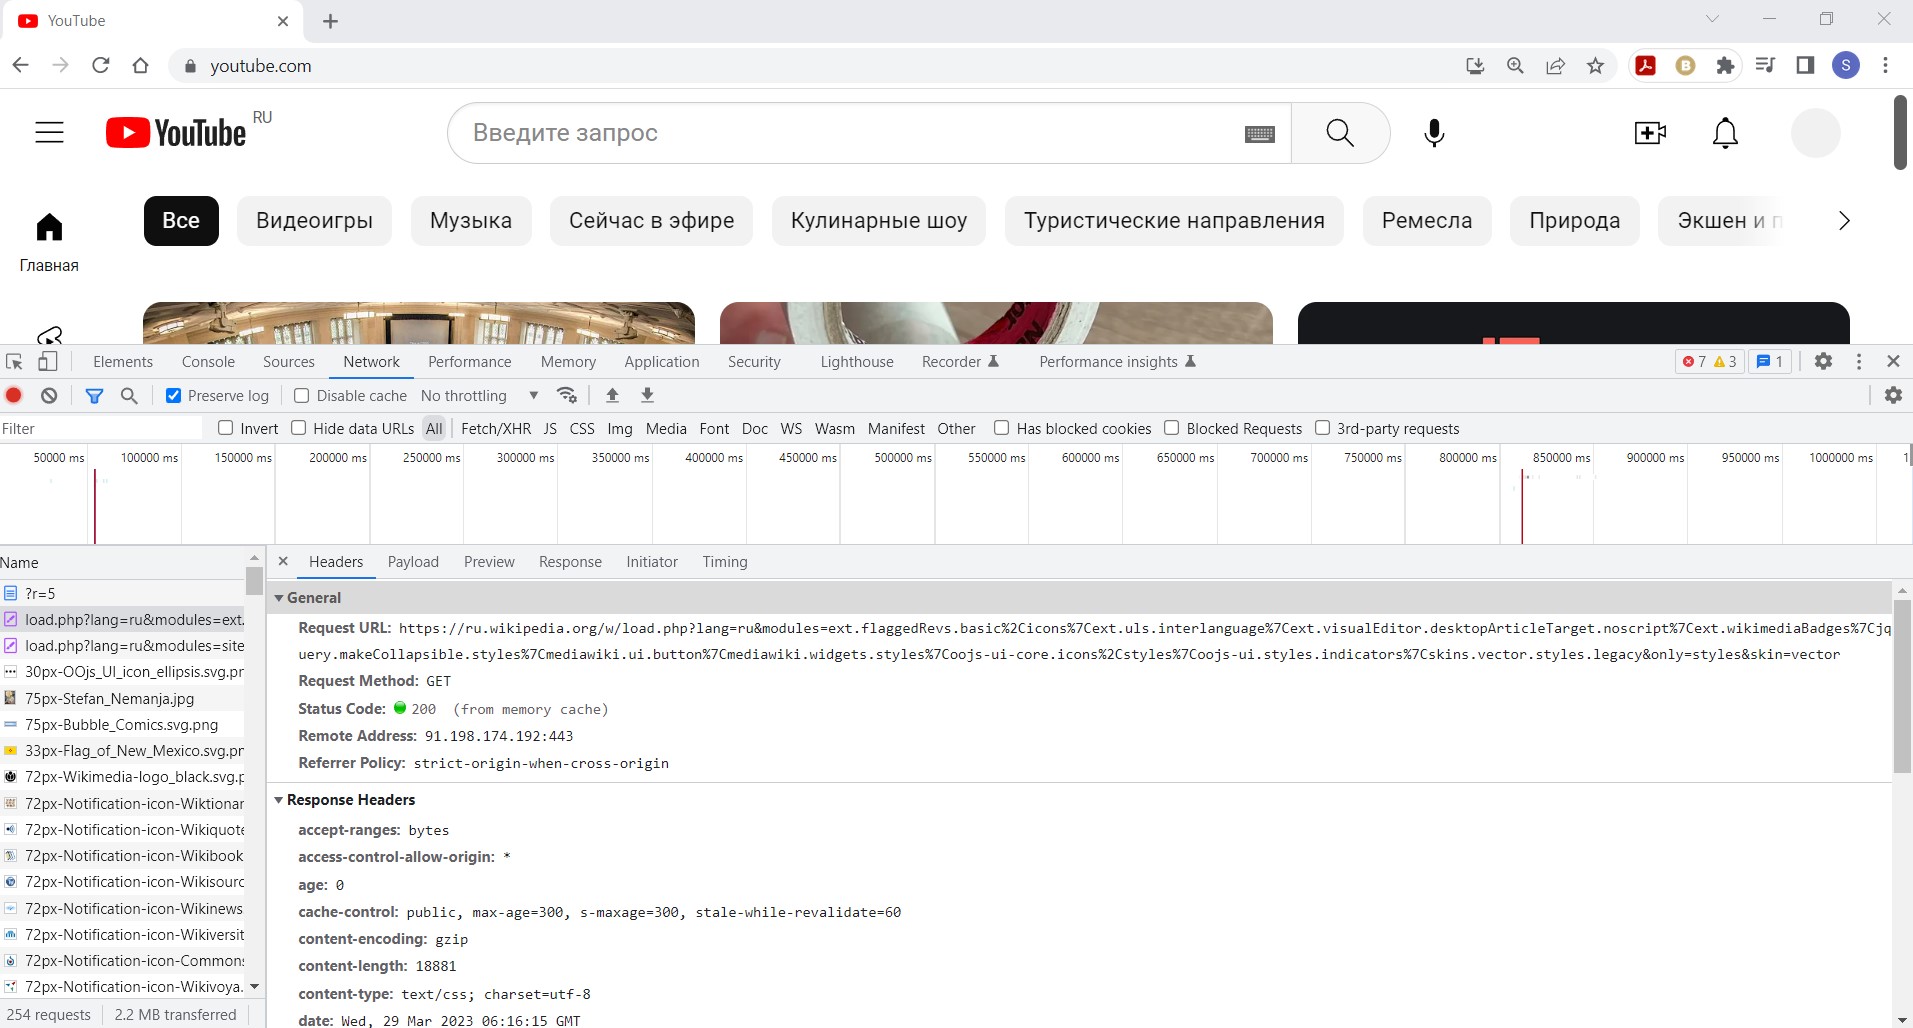 YouTube
youtube.com
S
YouTube RU
Введите запрос
Все Видеоигры Музыка Сейчас в эфире Кулинарные шоу Туристические направления Ремесла Природа Экшен и п
Главная
Elements Console Sources Network Performance Memory Application Security Lighthouse Recorder Performance insights 7 3 1
Preserve log Disable cache No throttling
Filter Invert Hide data URLs All Fetch/XHR JS CSS Img Media Font Doc WS Wasm Manifest Other Has blocked cookies Blocked Requests 3rd-party requests
50000 ms 100000 ms 150000 ms 200000 ms 250000 ms 300000 ms 350000 ms 400000 ms 450000 ms 500000 ms 550000 ms 600000 ms 650000 ms 700000 ms 750000 ms 800000 ms 850000 ms 900000 ms 950000 ms 1000000 ms 1
Name
?r=5
load.php?lang=ru&modules=ext.
load.php?lang=ru&modules=site
30px-OOjs_UI_icon_ellipsis.svg.pr
75px-Stefan_Nemanja.jpg
75px-Bubble_Comics.svg.png
33px-Flag_of_New_Mexico.svg.pr
72px-Wikimedia-logo_black.svg.p
72px-Notification-icon-Wiktionar
72px-Notification-icon-Wikiquote
72px-Notification-icon-Wikibook
72px-Notification-icon-Wikisourc
72px-Notification-icon-Wikinews
72px-Notification-icon-Wikiversit
72px-Notification-icon-Commons
72px-Notification-icon-Wikivoya.
254 requests 2.2 MB transferred
Headers Payload Preview Response Initiator Timing
General
Request URL: https://ru.wikipedia.org/w/load.php?lang=ru&modules=ext.flaggedRevs.basic%2Cicons%7Cext.uls.interlanguage%7Cext.visualEditor.desktopArticleTarget.noscript%7Cext.wikimediaBadges%7Cjq
uery.makeCollapsible.styles%7Cmediawiki.ui.button%7Cmediawiki.widgets.styles%7Coojs-ui-core.icons%2Cstyles%7Coojs-ui.styles.indicators%7Cskins.vector.styles.legacy&only=styles&skin=vector
Request Method: GET
Status Code: 200 (from memory cache)
Remote Address: 91.198.174.192:443
Referrer Policy: strict-origin-when-cross-origin
Response Headers
accept-ranges: bytes
access-control-allow-origin: *
age: 0
cache-control: public, max-age=300, s-maxage=300, stale-while-revalidate=60
content-encoding: gzip
content-length: 18881
content-type: text/css; charset=utf-8
date: Wed, 29 Mar 2023 06:16:15 GMT